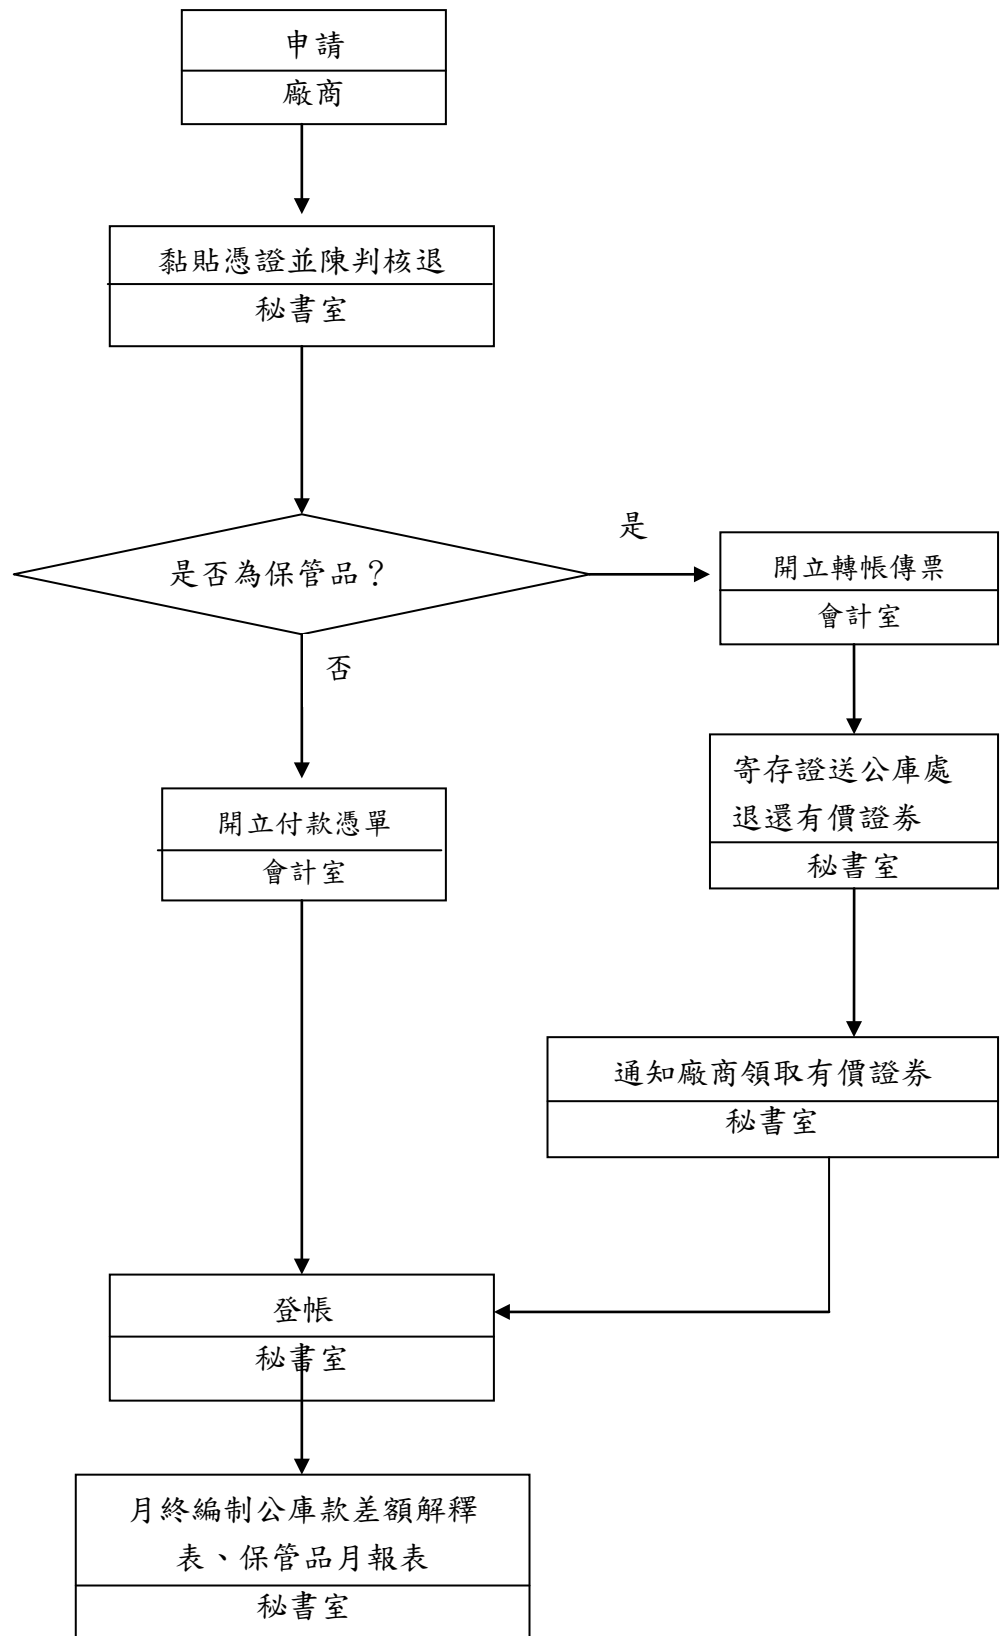 申請
廠商
黏貼憑證並陳判核退
秘書室
是否為保管品？
是
否
開立轉帳傳票
會計室
寄存證送公庫處
退還有價證券
秘書室
開立付款憑單
會計室
通知廠商領取有價證券
秘書室
登帳
秘書室
月終編制公庫款差額解釋
表、保管品月報表
秘書室